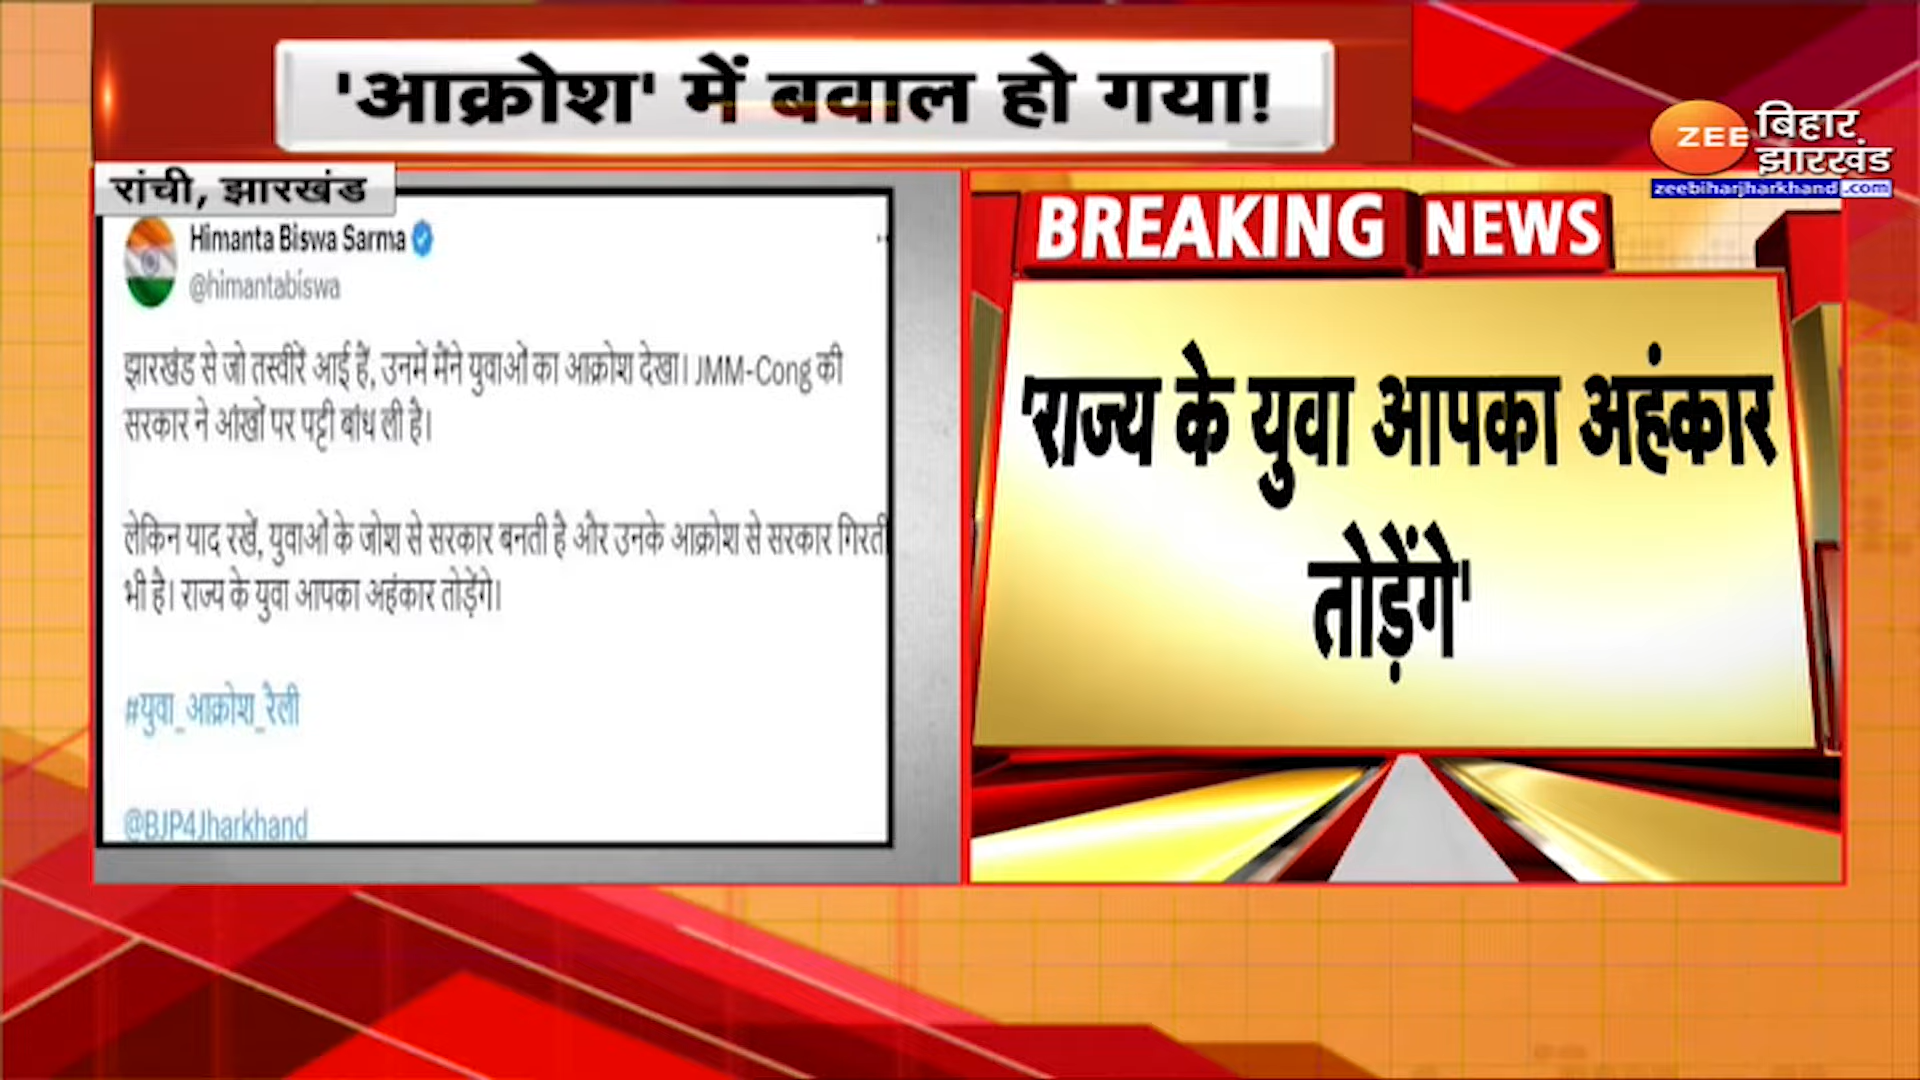 'आक्रोश' में बवाल हो गया!
ZEE बिहार
झारखंड
zeebiharjharkhand.com
रांची, झारखंड
Himanta Biswa Sarma
@himantabiswa
झारखंड से जो तस्वीरें आई हैं, उनमें मैंने युवाओं का आक्रोश देखा। JMM-Cong की
सरकार ने आंखों पर पट्टी बांध ली है।
लेकिन याद रखें, युवाओं के जोश से सरकार बनती है और उनके आक्रोश से सरकार गिरती
भी है। राज्य के युवा आपका अहंकार तोड़ेंगे।
#युवा_आक्रोश_रैली
@BJP4Jharkhand
BREAKING NEWS
'राज्य के युवा आपका अहंकार
तोड़ेंगे'